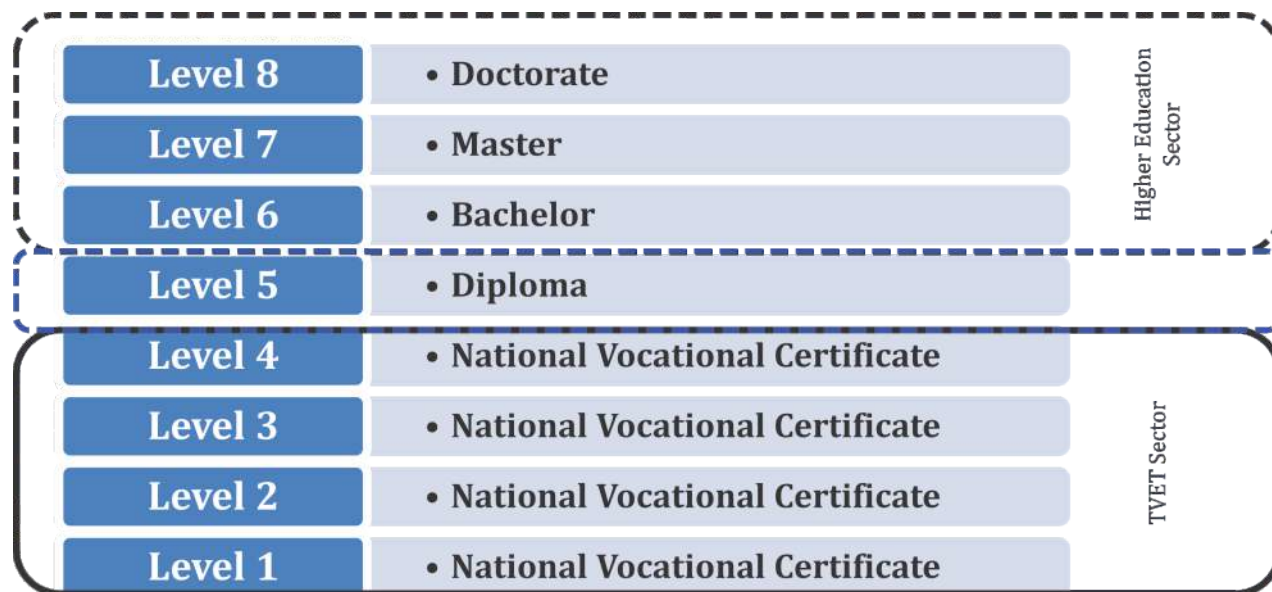 Level 8 • Doctorate
Level 7 • Master
Level 6 • Bachelor
Higher Education
Sector
Level 5 • Diploma
Level 4 • National Vocational Certificate
Level 3 • National Vocational Certificate
Level 2 • National Vocational Certificate
Level 1 • National Vocational Certificate
TVET Sector